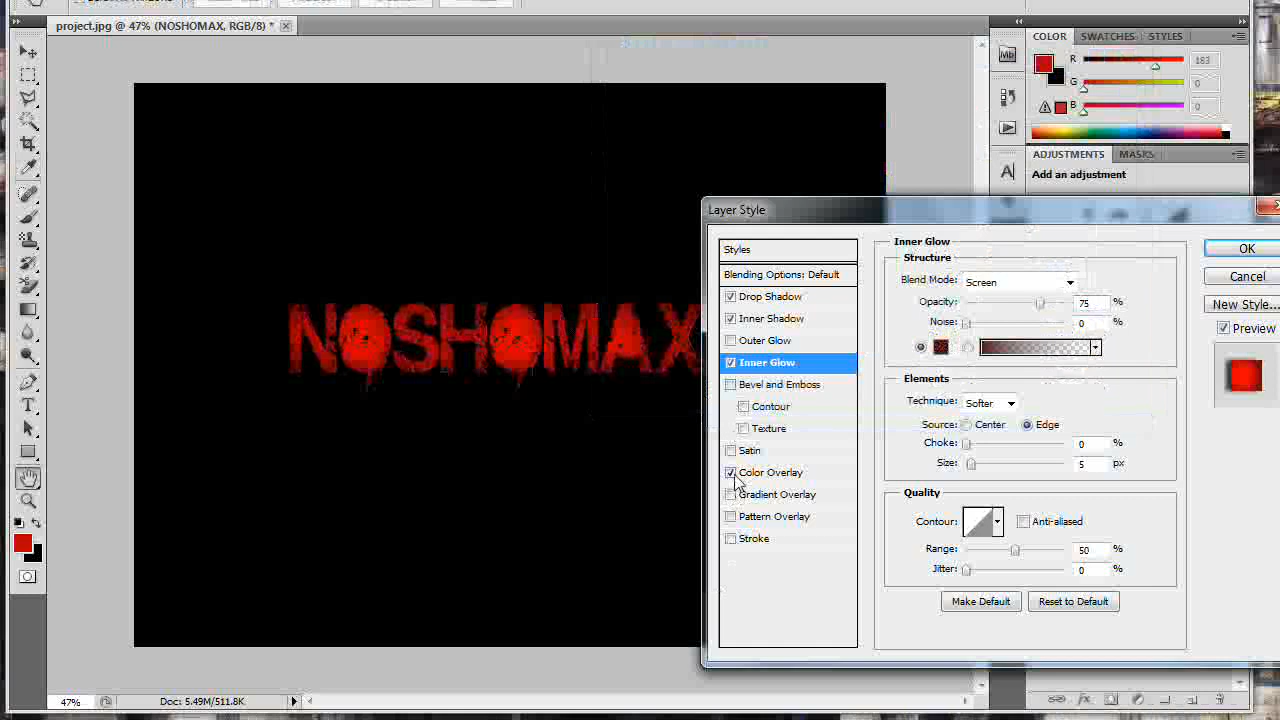 project.jpg @ 47% (NOSHOMAX, RGB/8) *
COLOR SWATCHES STYLES
R 183
G 0
B 0
ADJUSTMENTS MASKS
Add an adjustment
Mb
A
T
NOSHOMAX
Layer Style
Styles
Blending Options: Default
Drop Shadow
Inner Shadow
Outer Glow
Inner Glow
Bevel and Emboss
Contour
Texture
Satin
Color Overlay
Gradient Overlay
Pattern Overlay
Stroke
Inner Glow
Structure
Blend Mode: Screen
Opacity: 75 %
Noise: 0 %
Elements
Technique: Softer
Source: Center Edge
Choke: 0 %
Size: 5 px
Quality
Contour: Anti-aliased
Range: 50 %
Jitter: 0 %
Make Default Reset to Default
OK
Cancel
New Style...
Preview
47% Doc: 5.49M/511.8K
fx